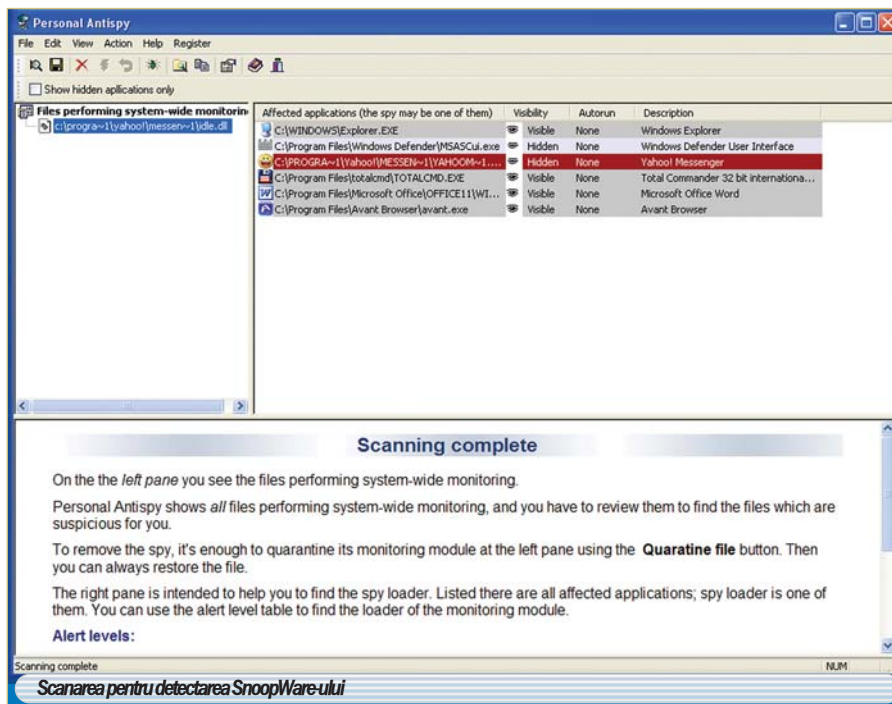 Personal Antispy
File Edit View Action Help Register
Show hidden aplications only
Files performing system-wide monitorin
c:\progra~1\yahoo!\messen~1\idle.dll
Affected applications (the spy may be one of them) Visibility Autorun Description
C:\WINDOWS\Explorer.EXE Visible None Windows Explorer
C:\Program Files\Windows Defender\MSASCui.exe Hidden None Windows Defender User Interface
C:\PROGRA~1\Yahoo!\MESSEN~1\YAHOOM~1.... Hidden None Yahoo! Messenger
C:\Program Files\totalcmd\TOTALCMD.EXE Visible None Total Commander 32 bit internationa...
C:\Program Files\Microsoft Office\OFFICE11\WI... Visible None Microsoft Office Word
C:\Program Files\Avant Browser\avant.exe Visible None Avant Browser
Scanning complete
On the the left pane you see the files performing system-wide monitoring.
Personal Antispy shows all files performing system-wide monitoring, and you have to review them to find the files which are
suspicious for you.
To remove the spy, it's enough to quarantine its monitoring module at the left pane using the Quaratine file button. Then
you can always restore the file.
The right pane is intended to help you to find the spy loader. Listed there are all affected applications; spy loader is one of
them. You can use the alert level table to find the loader of the monitoring module.
Alert levels:
Scanning complete NUM
Scanarea pentru detectarea SnoopWare-ului